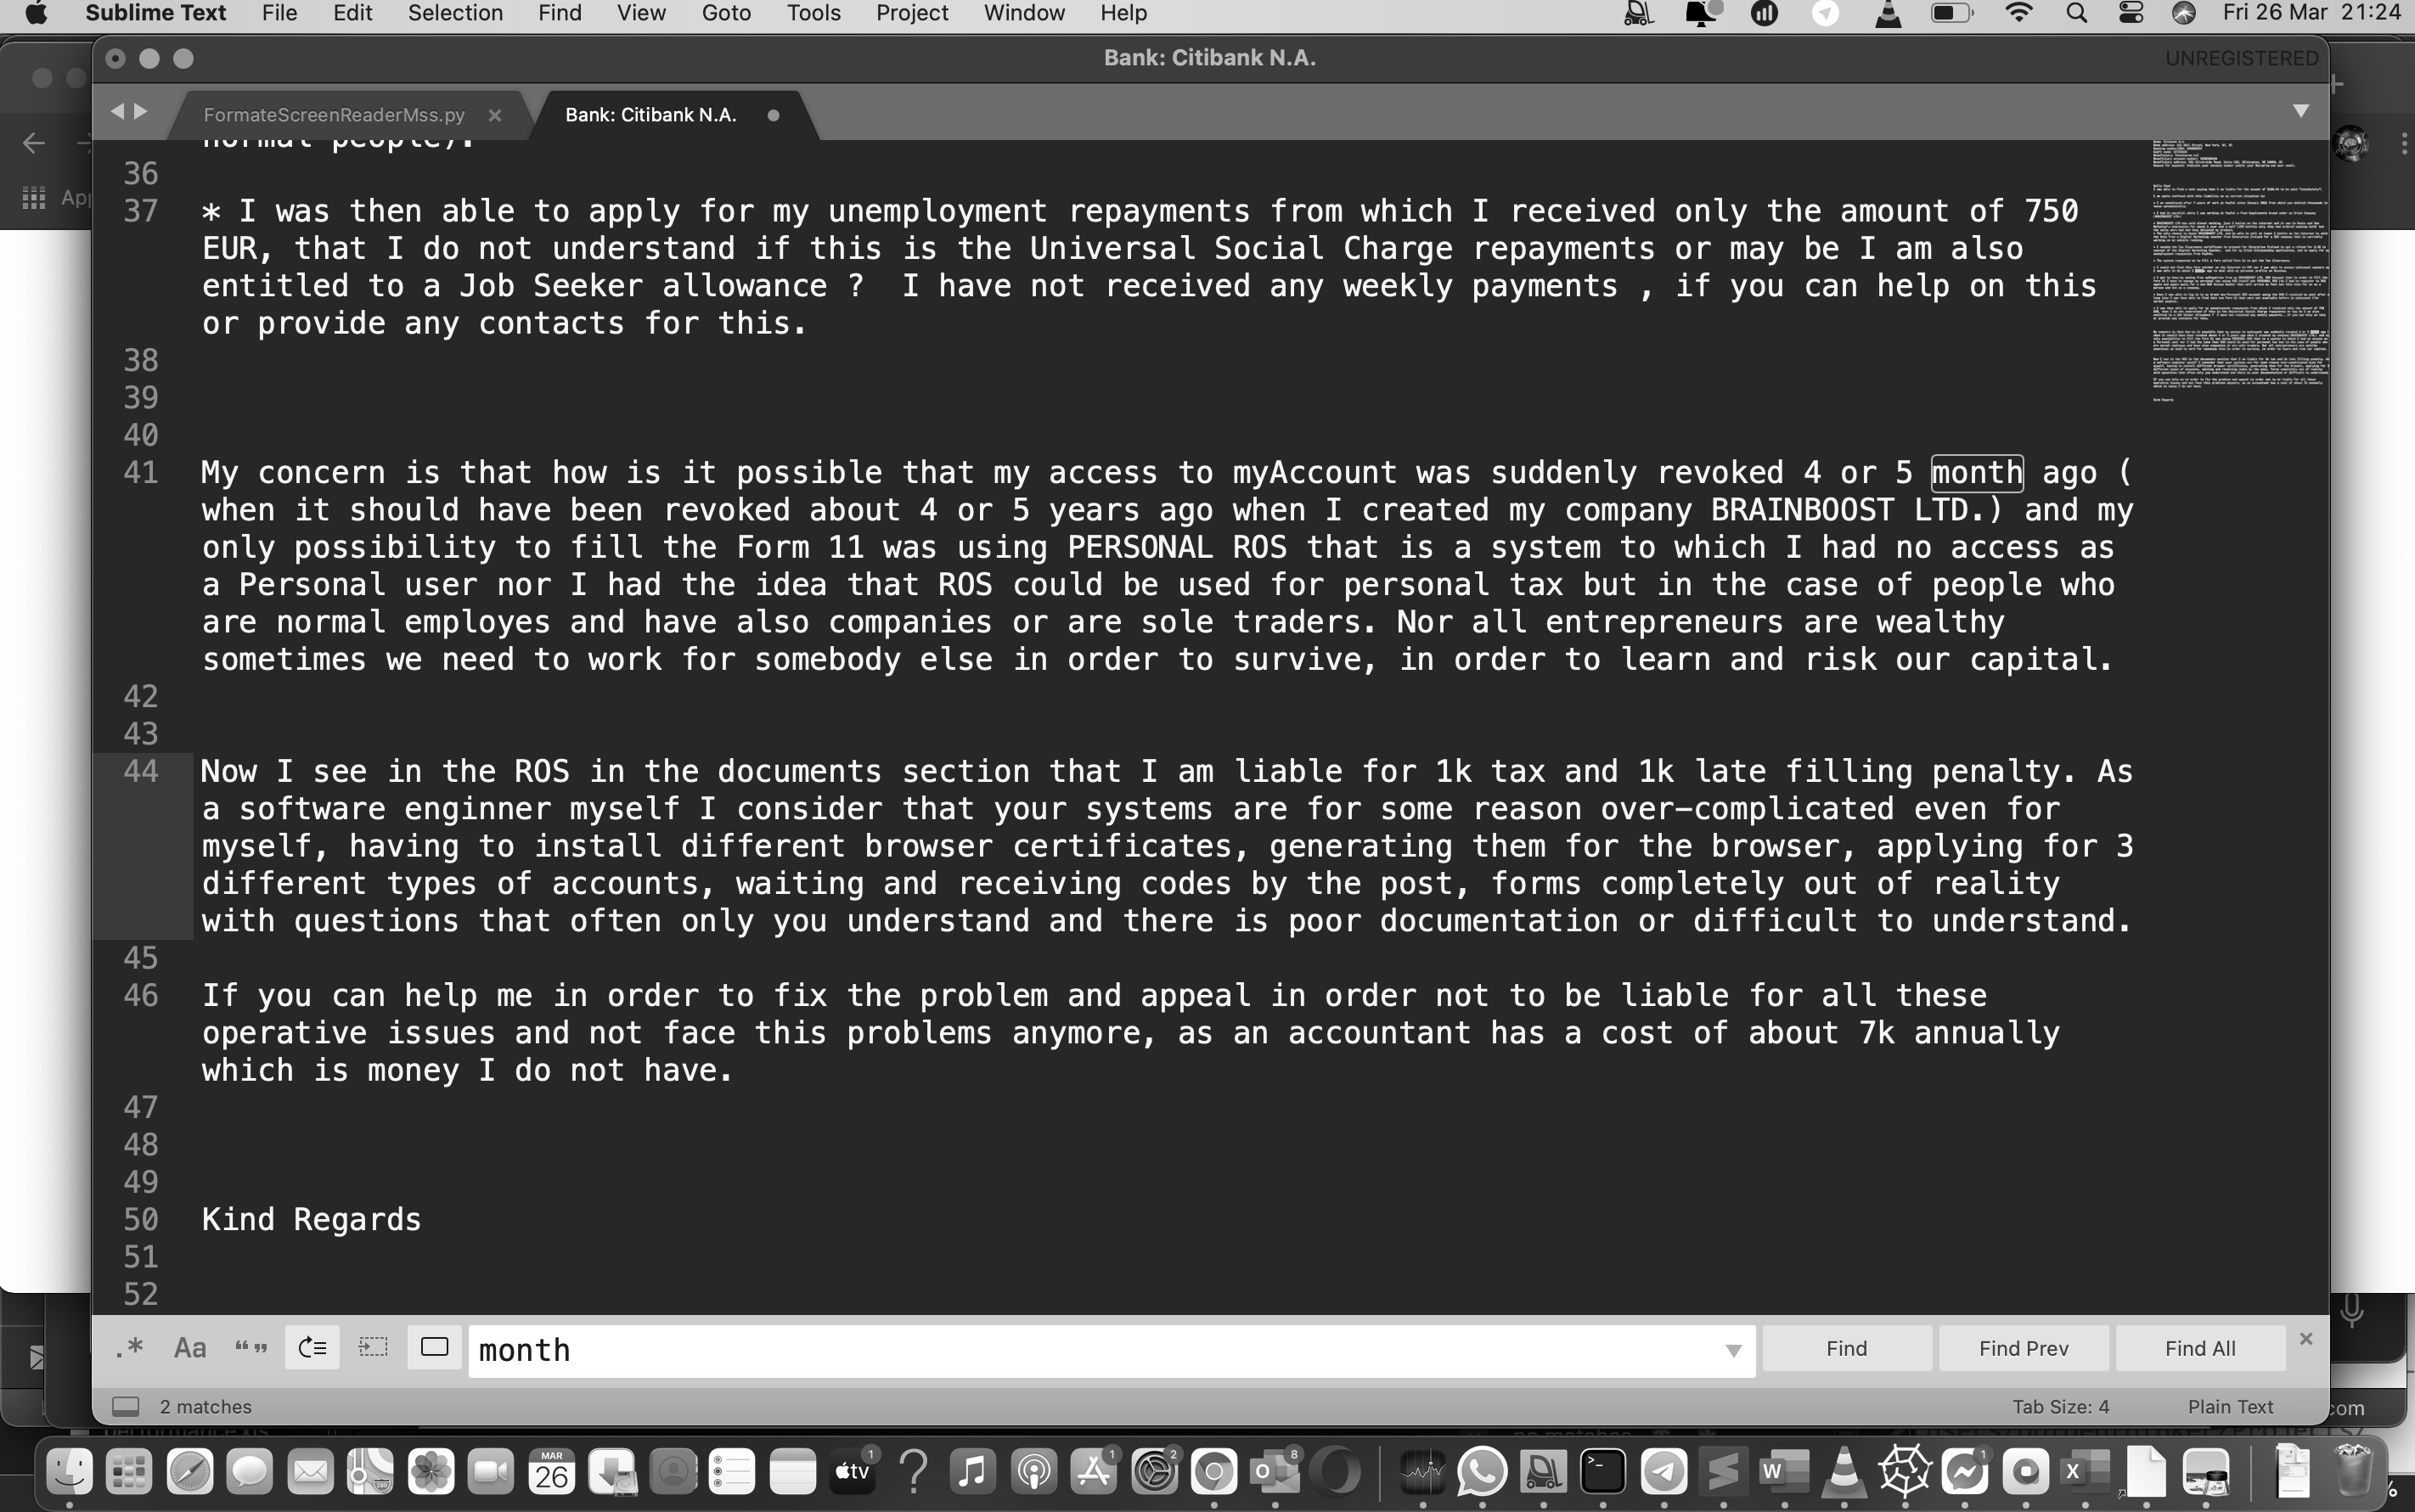 Sublime Text File Edit Selection Find View Goto Tools Project Window Help Fri 26 Mar 21:24
Bank: Citibank N.A. UNREGISTERED
FormateScreenReaderMss.py Bank: Citibank N.A.
normal people).
36
37 * I was then able to apply for my unemployment repayments from which I received only the amount of 750
EUR, that I do not understand if this is the Universal Social Charge repayments or may be I am also
entitled to a Job Seeker allowance ?  I have not received any weekly payments , if you can help on this
or provide any contacts for this.
38
39
40
41 My concern is that how is it possible that my access to myAccount was suddenly revoked 4 or 5 month ago (
when it should have been revoked about 4 or 5 years ago when I created my company BRAINBOOST LTD.) and my
only possibility to fill the Form 11 was using PERSONAL ROS that is a system to which I had no access as
a Personal user nor I had the idea that ROS could be used for personal tax but in the case of people who
are normal employes and have also companies or are sole traders. Nor all entrepreneurs are wealthy
sometimes we need to work for somebody else in order to survive, in order to learn and risk our capital.
42
43
44 Now I see in the ROS in the documents section that I am liable for 1k tax and 1k late filling penalty. As
a software enginner myself I consider that your systems are for some reason over-complicated even for
myself, having to install different browser certificates, generating them for the browser, applying for 3
different types of accounts, waiting and receiving codes by the post, forms completely out of reality
with questions that often only you understand and there is poor documentation or difficult to understand.
45
46 If you can help me in order to fix the problem and appeal in order not to be liable for all these
operative issues and not face this problems anymore, as an accountant has a cost of about 7k annually
which is money I do not have.
47
48
49
50 Kind Regards
51
52
.* Aa “” month Find Find Prev Find All
2 matches Tab Size: 4 Plain Text
MAR
26
tv